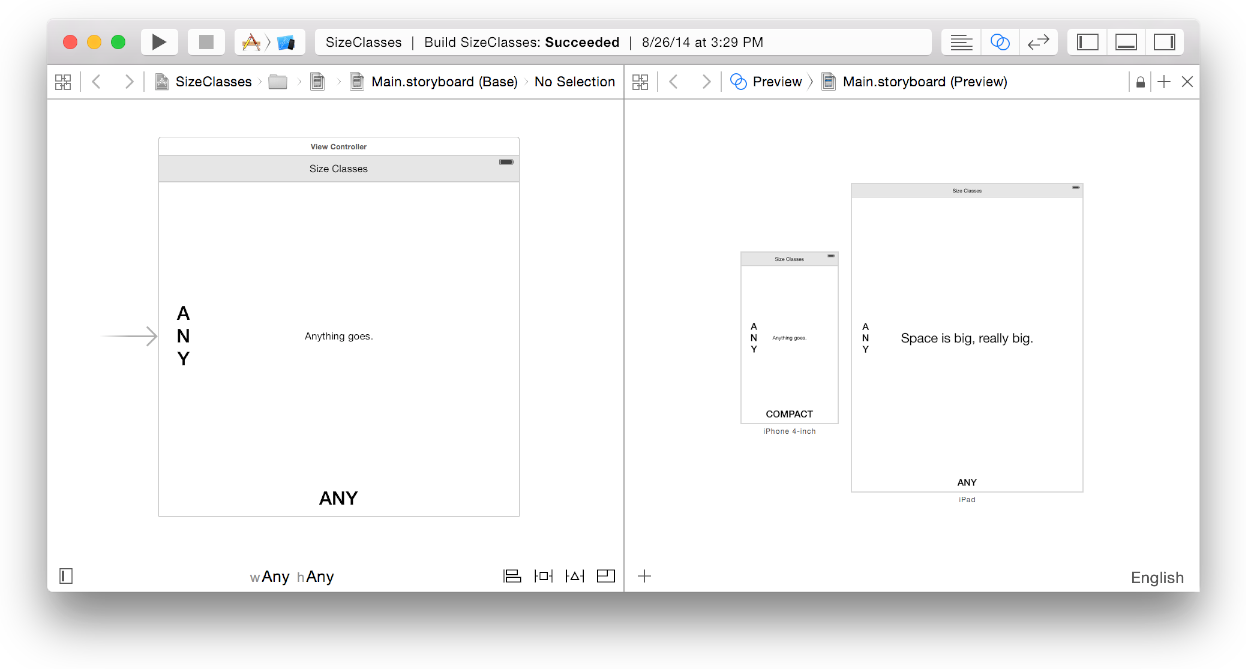 SizeClasses | Build SizeClasses: Succeeded | 8/26/14 at 3:29 PM
SizeClasses
Main.storyboard (Base)
No Selection
Preview
Main.storyboard (Preview)
View Controller
Size Classes
A
N
Y
Anything goes.
ANY
wAny hAny
Size Classes
A
N
Y
Anything goes.
COMPACT
iPhone 4-inch
Size Classes
A
N
Y
Space is big, really big.
ANY
iPad
English